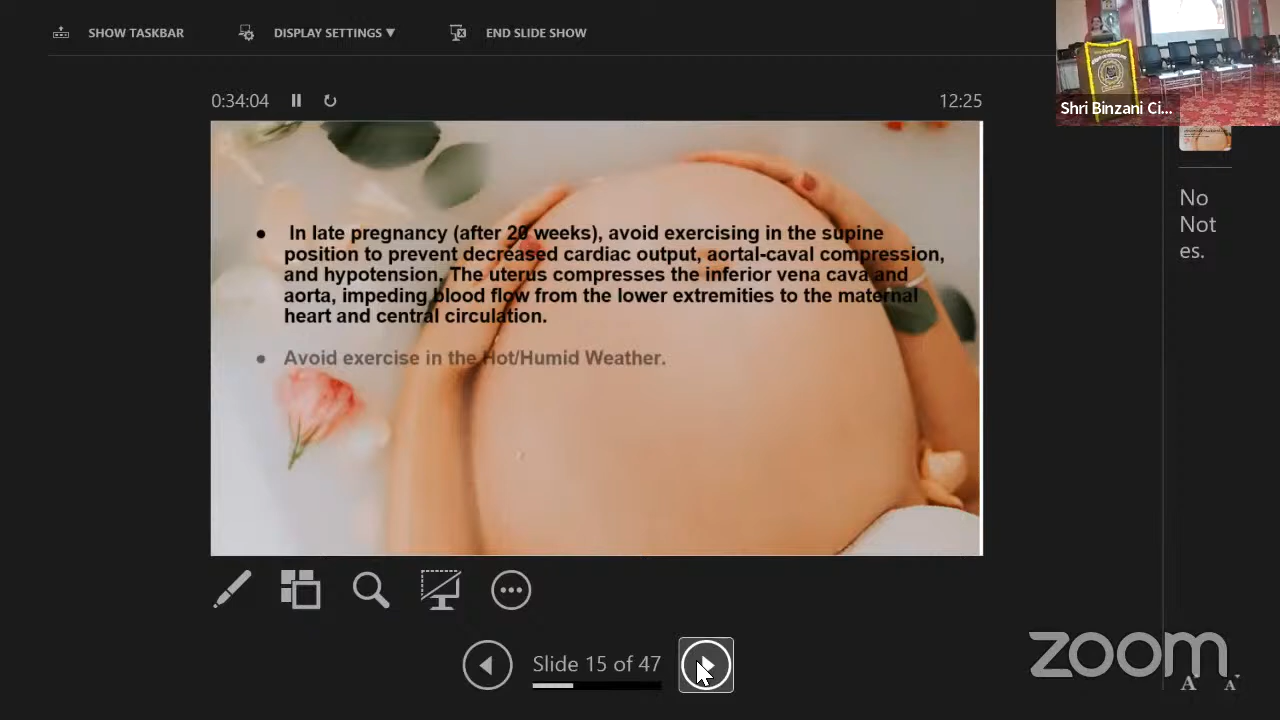 SHOW TASKBAR
DISPLAY SETTINGS ▼
END SLIDE SHOW
Shri Binzani Ci...
0:34:04
12:25
• In late pregnancy (after 20 weeks), avoid exercising in the supine
position to prevent decreased cardiac output, aortal-caval compression,
and hypotension. The uterus compresses the inferior vena cava and
aorta, impeding blood flow from the lower extremities to the maternal
heart and central circulation.
• Avoid exercise in the Hot/Humid Weather.
No
Not
es.
Slide 15 of 47
zoom
A A